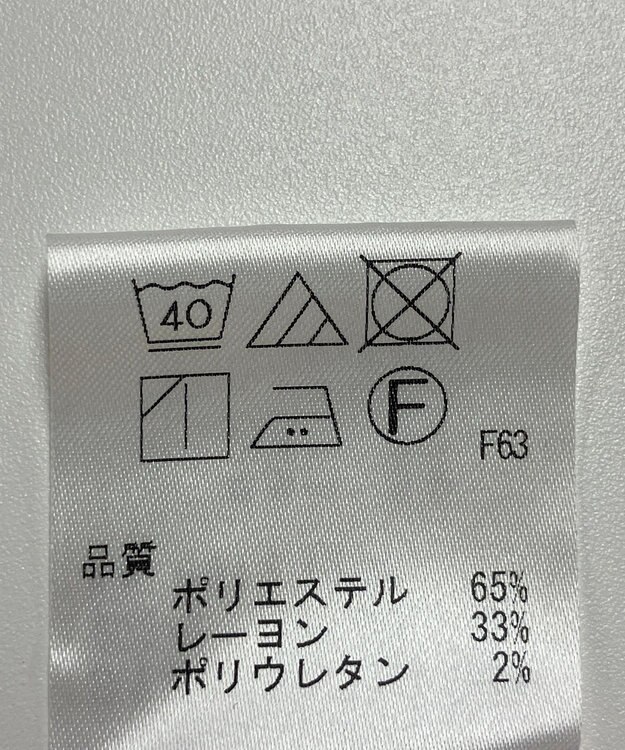 40
F
F63
品質
ポリエステル 65%
レーヨン 33%
ポリウレタン 2%